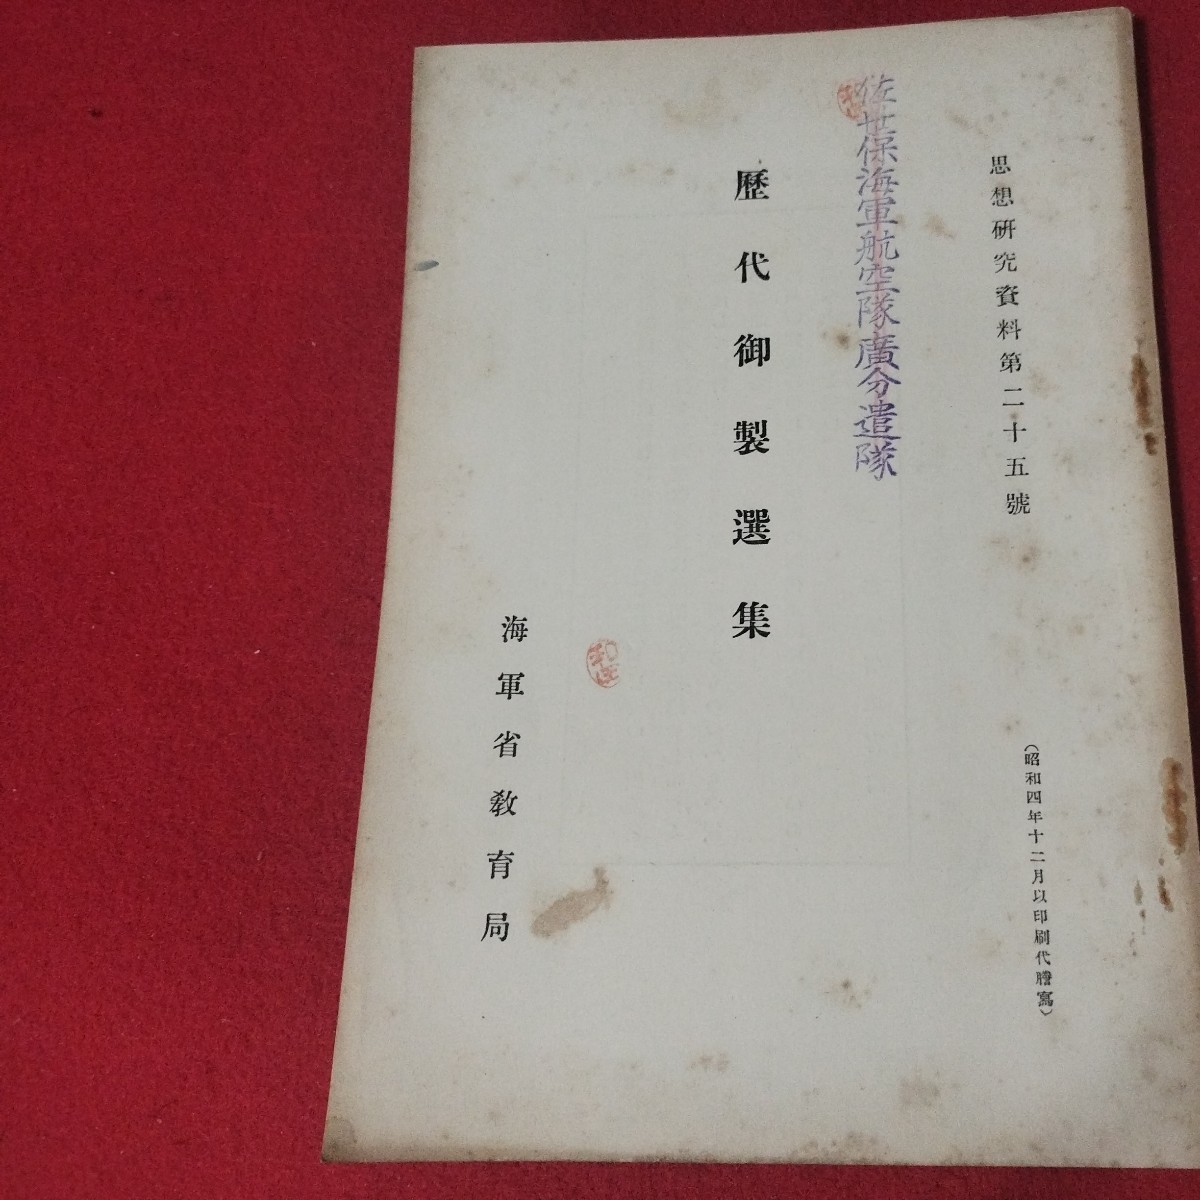 思想研究資料第二十五號
(昭和四年十二月以印刷代謄寫)
佐世保海軍航空隊廣分遣隊
歷代御製選集
海軍省教育局